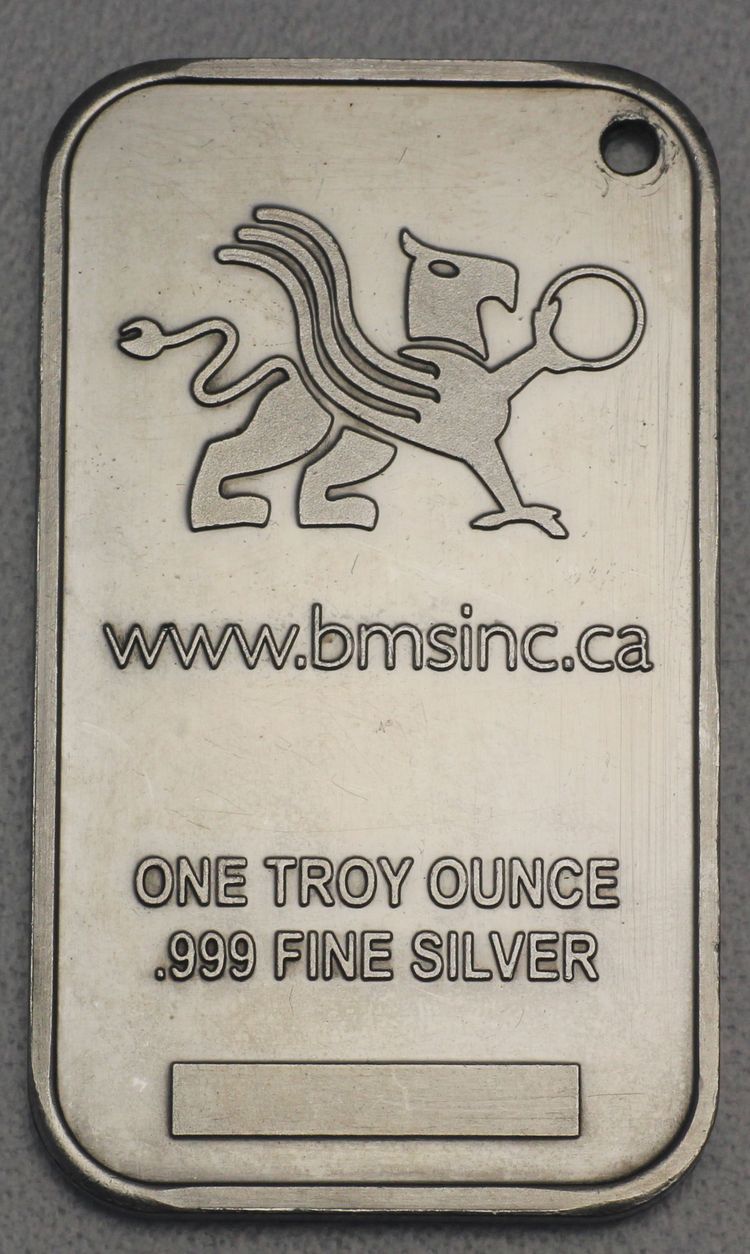 www.bmsinc.ca
ONE TROY OUNCE
.999 FINE SILVER